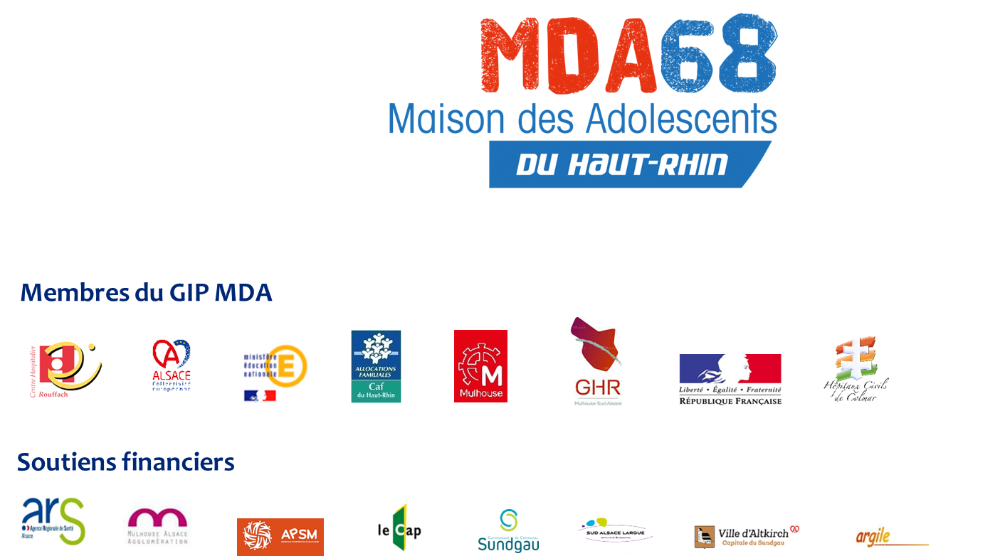 MDA68
Maison des Adolescents
DU HAUT-RHIN
Membres du GIP MDA
Centre Hospitalier
Rouffach
ALSACE
Collectivité
européenne
ministère
éducation
nationale
E
ALLOCATIONS
FAMILIALES
Caf
du Haut-Rhin
M
Mulhouse
GHR
Mulhouse Sud-Alsace
Liberté • Égalité • Fraternité
RÉPUBLIQUE FRANÇAISE
Hôpitaux Civils
de Colmar
Soutiens financiers
ars
Agence Régionale de Santé
Alsace
m
MULHOUSE ALSACE
AGGLOMÉRATION
APSM
le Cap
Communauté de Communes
Sundgau
SUD ALSACE LARGUE
Ville d'Altkirch
Capitale du Sundgau
argile